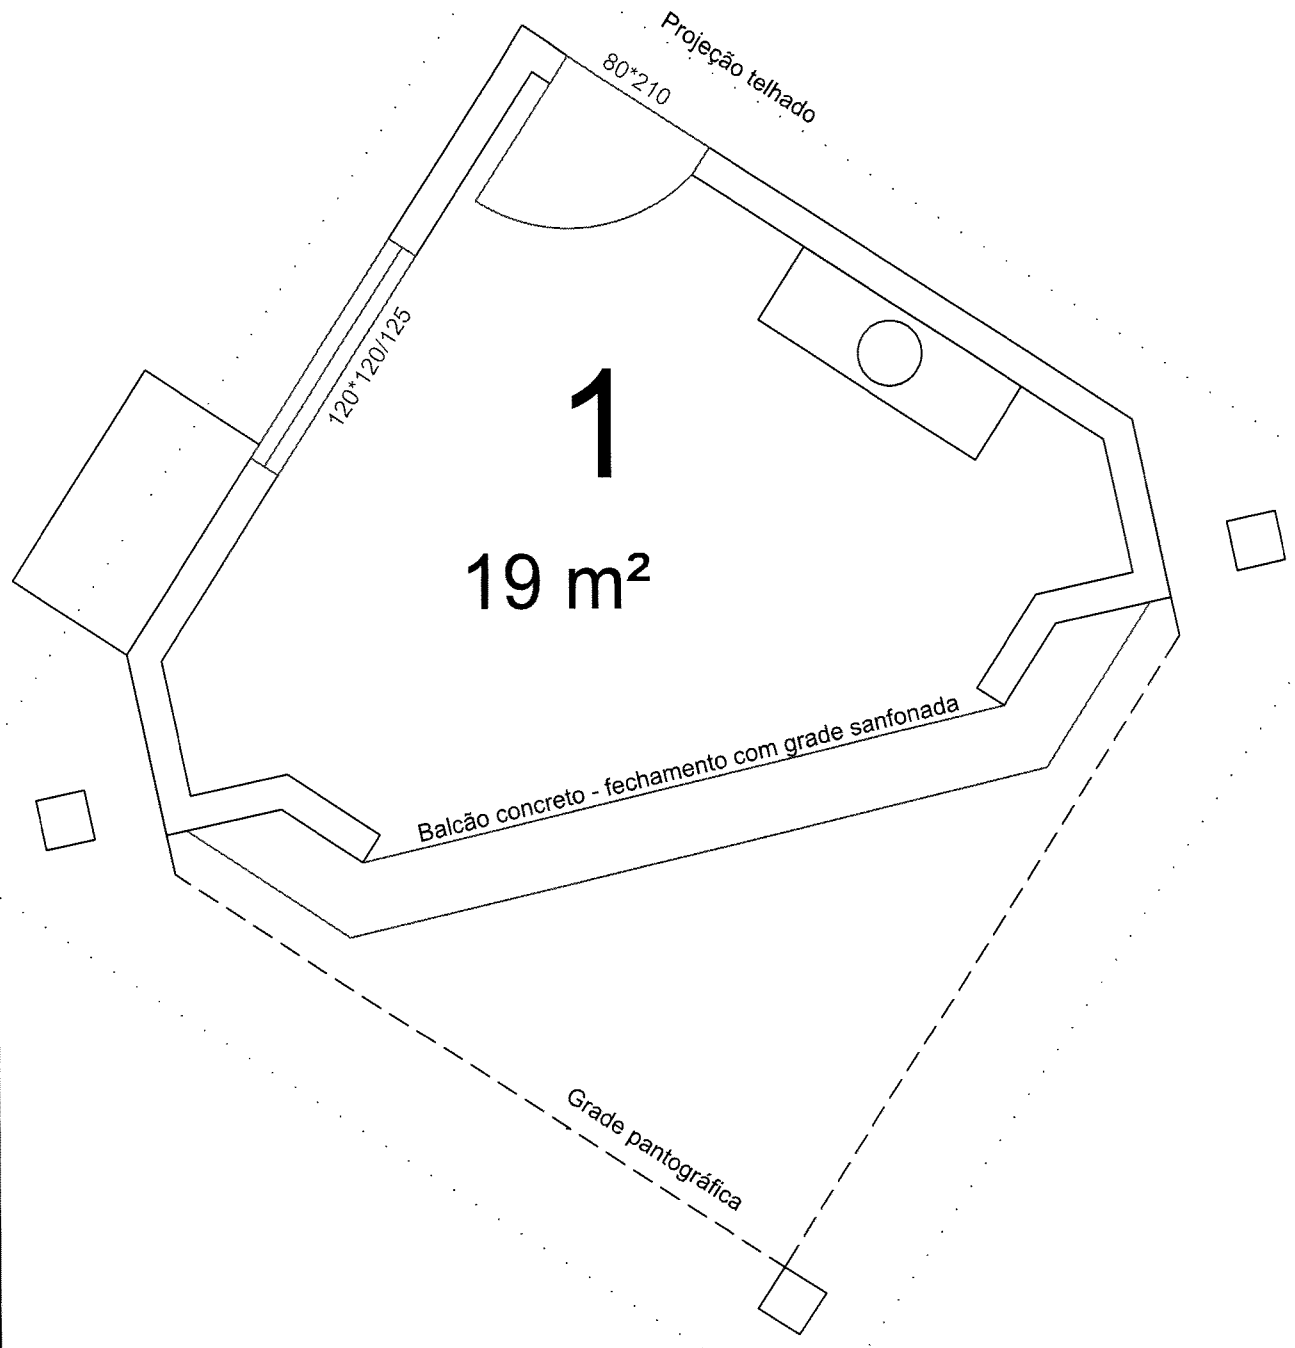 Projeção telhado
80*210
120*120/125
1
19 m²
Balcão concreto - fechamento com grade sanfonada
Grade pantográfica